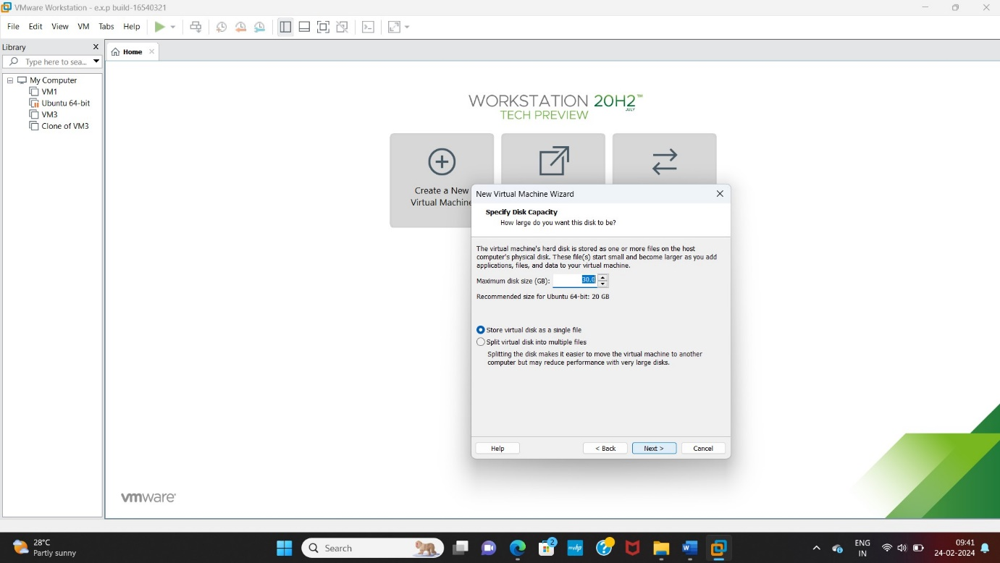 VMware Workstation - e.x.p build-16540321
File Edit View VM Tabs Help
Library
Type here to sea...
My Computer
VM1
Ubuntu 64-bit
VM3
Clone of VM3
Home
WORKSTATION 20H2™
JULY
TECH PREVIEW
Create a New
Virtual Machine
New Virtual Machine Wizard
Specify Disk Capacity
How large do you want this disk to be?
The virtual machine's hard disk is stored as one or more files on the host
computer's physical disk. These file(s) start small and become larger as you add
applications, files, and data to your virtual machine.
Maximum disk size (GB): 30.0
Recommended size for Ubuntu 64-bit: 20 GB
Store virtual disk as a single file
Split virtual disk into multiple files
Splitting the disk makes it easier to move the virtual machine to another
computer but may reduce performance with very large disks.
Help < Back Next > Cancel
vmware®
28°C
Partly sunny
Search
2
myhp
W
ENG
IN
09:41
24-02-2024